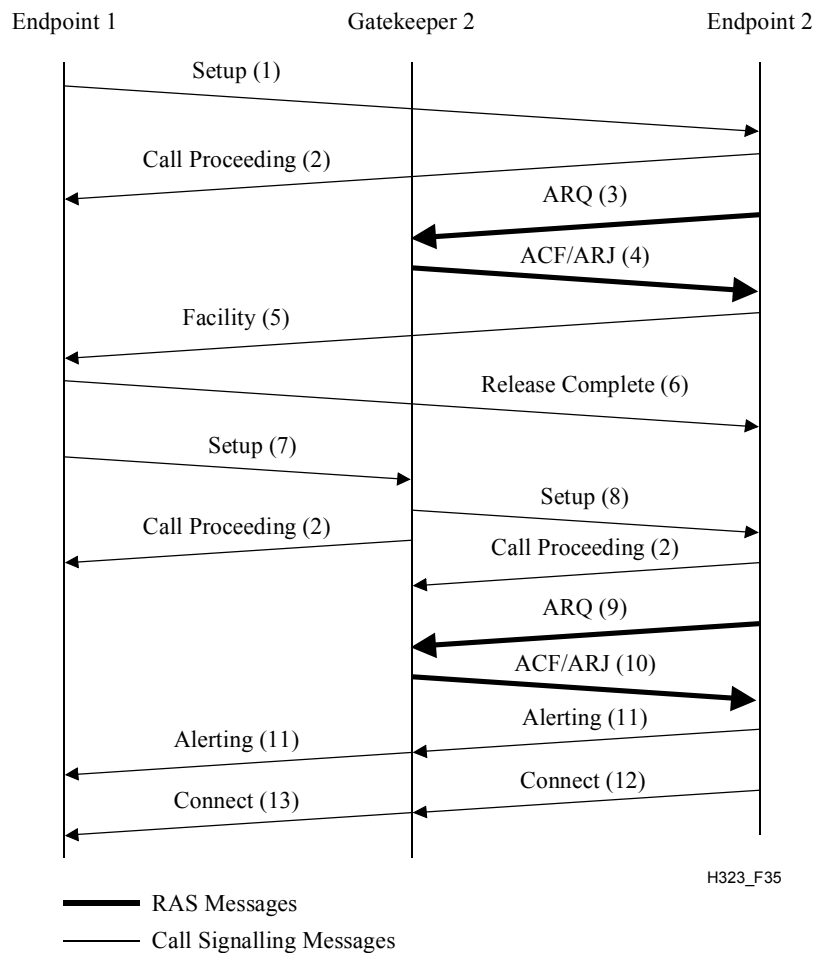 Endpoint 1 Gatekeeper 2 Endpoint 2
Setup (1)
Call Proceeding (2)
ARQ (3)
ACF/ARJ (4)
Facility (5)
Release Complete (6)
Setup (7)
Setup (8)
Call Proceeding (2)
Call Proceeding (2)
ARQ (9)
ACF/ARJ (10)
Alerting (11)
Alerting (11)
Connect (12)
Connect (13)
H323_F35
RAS Messages
Call Signalling Messages